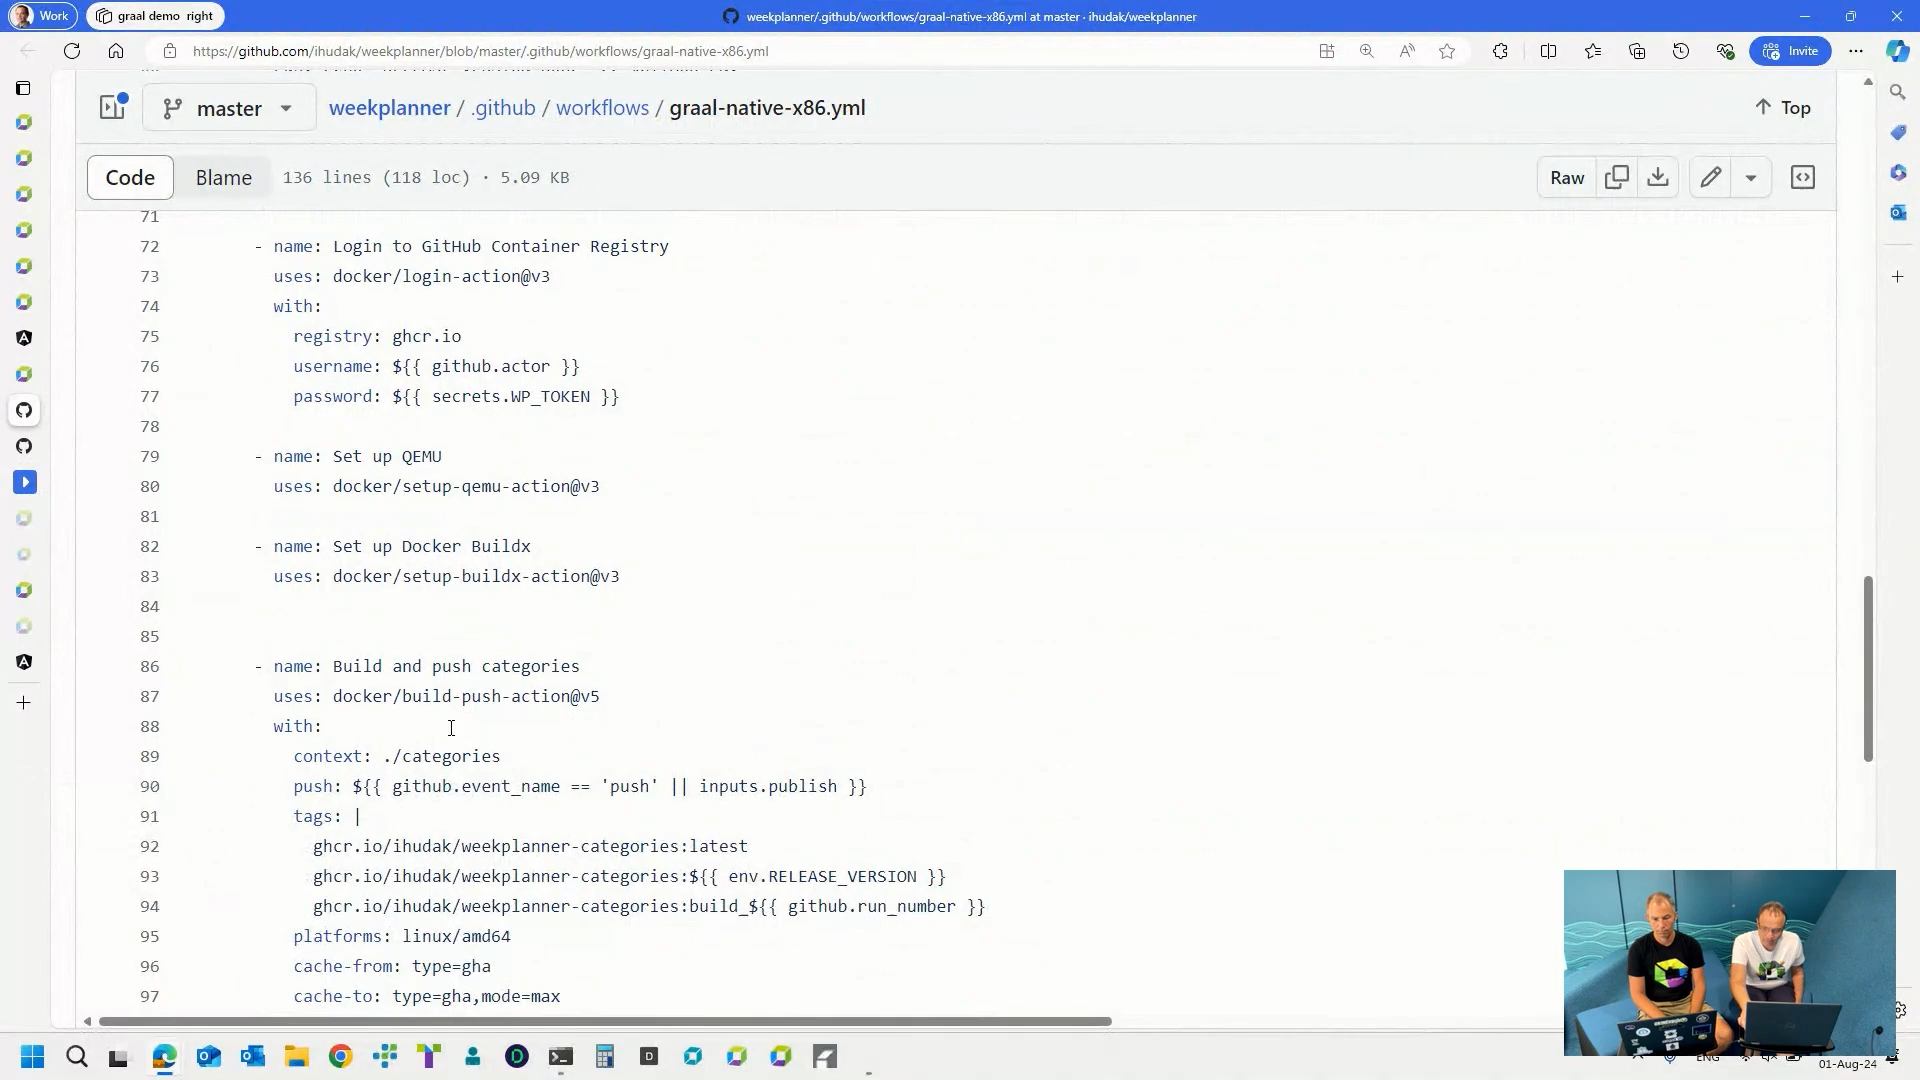 Work
graal demo right
weekplanner/.github/workflows/graal-native-x86.yml at master · ihudak/weekplanner
https://github.com/ihudak/weekplanner/blob/master/.github/workflows/graal-native-x86.yml
Invite
master
weekplanner / .github / workflows / graal-native-x86.yml
Top
Code
Blame
136 lines (118 loc) · 5.09 KB
Raw
71
72 - name: Login to GitHub Container Registry
73 uses: docker/login-action@v3
74 with:
75 registry: ghcr.io
76 username: ${{ github.actor }}
77 password: ${{ secrets.WP_TOKEN }}
78
79 - name: Set up QEMU
80 uses: docker/setup-qemu-action@v3
81
82 - name: Set up Docker Buildx
83 uses: docker/setup-buildx-action@v3
84
85
86 - name: Build and push categories
87 uses: docker/build-push-action@v5
88 with:
89 context: ./categories
90 push: ${{ github.event_name == 'push' || inputs.publish }}
91 tags: |
92 ghcr.io/ihudak/weekplanner-categories:latest
93 ghcr.io/ihudak/weekplanner-categories:${{ env.RELEASE_VERSION }}
94 ghcr.io/ihudak/weekplanner-categories:build_${{ github.run_number }}
95 platforms: linux/amd64
96 cache-from: type=gha
97 cache-to: type=gha,mode=max
ENG
01-Aug-24